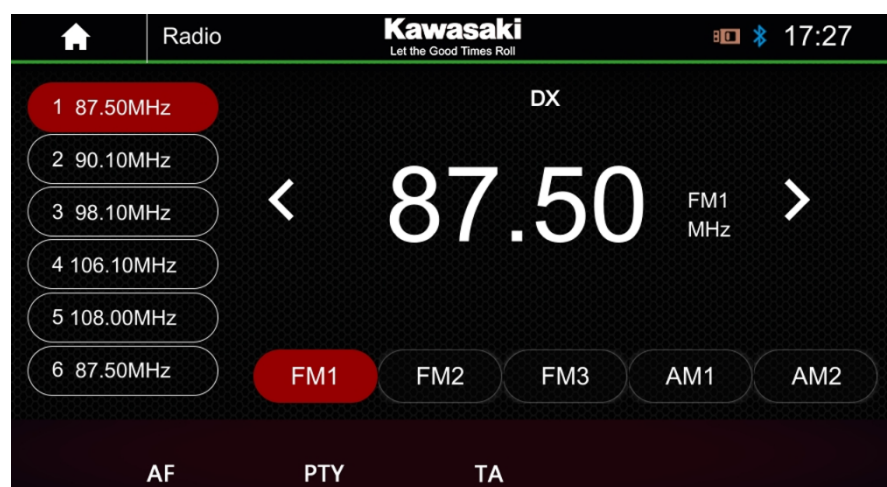 Radio
Kawasaki
Let the Good Times Roll
17:27
1 87.50MHz
2 90.10MHz
3 98.10MHz
4 106.10MHz
5 108.00MHz
6 87.50MHz
DX
87.50
FM1
MHz
FM1 FM2 FM3 AM1 AM2
AF PTY TA